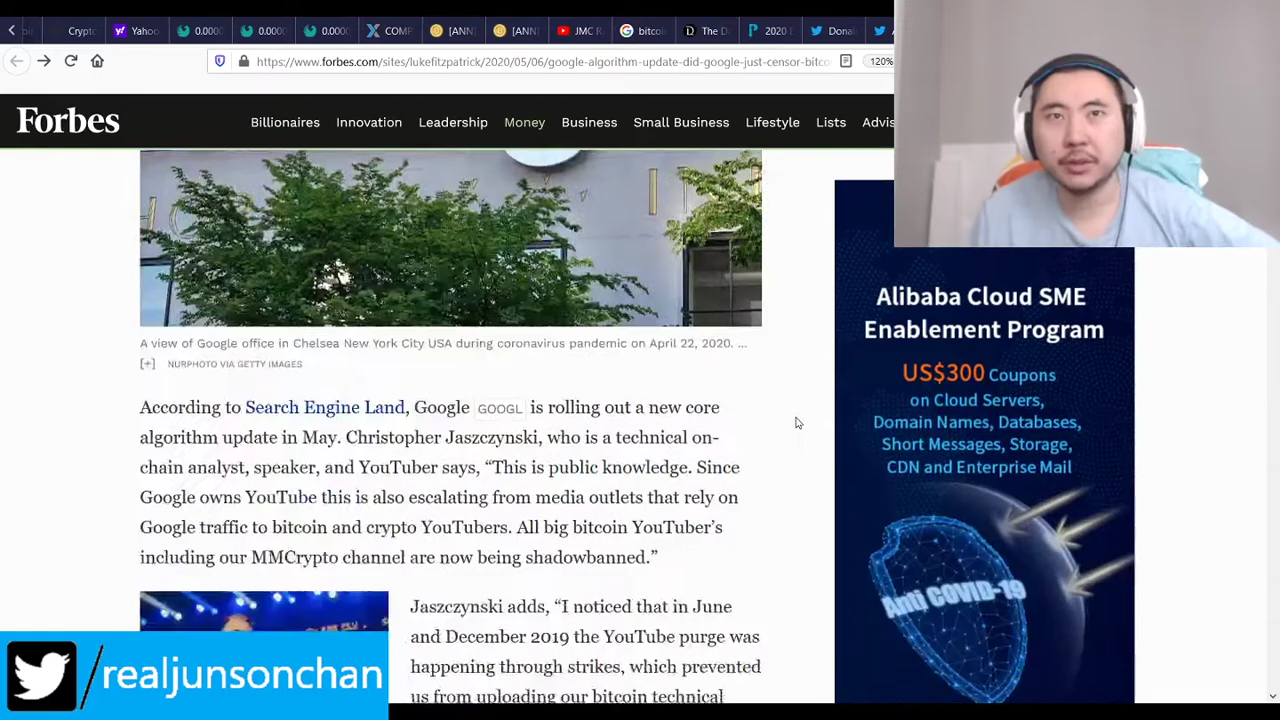 Crypto
Yahoo
0.0000
0.0000
0.0000
COMP
[ANN
[ANN
JMC R
bitcoi
The D
2020 E
Donal
https://www.forbes.com/sites/lukefitzpatrick/2020/05/06/google-algorithm-update-did-google-just-censor-bitco
120%
Forbes
Billionaires
Innovation
Leadership
Money
Business
Small Business
Lifestyle
Lists
Advis
A view of Google office in Chelsea New York City USA during coronavirus pandemic on April 22, 2020. ...
[+] NURPHOTO VIA GETTY IMAGES
According to Search Engine Land, Google GOOGL is rolling out a new core
algorithm update in May. Christopher Jaszczynski, who is a technical on-
chain analyst, speaker, and YouTuber says, “This is public knowledge. Since
Google owns YouTube this is also escalating from media outlets that rely on
Google traffic to bitcoin and crypto YouTubers. All big bitcoin YouTuber’s
including our MMCrypto channel are now being shadowbanned.”
Jaszczynski adds, “I noticed that in June
and December 2019 the YouTube purge was
happening through strikes, which prevented
us from uploading our bitcoin technical
Alibaba Cloud SME
Enablement Program
US$300 Coupons
on Cloud Servers,
Domain Names, Databases,
Short Messages, Storage,
CDN and Enterprise Mail
Anti COVID-19
/realjunsonchan